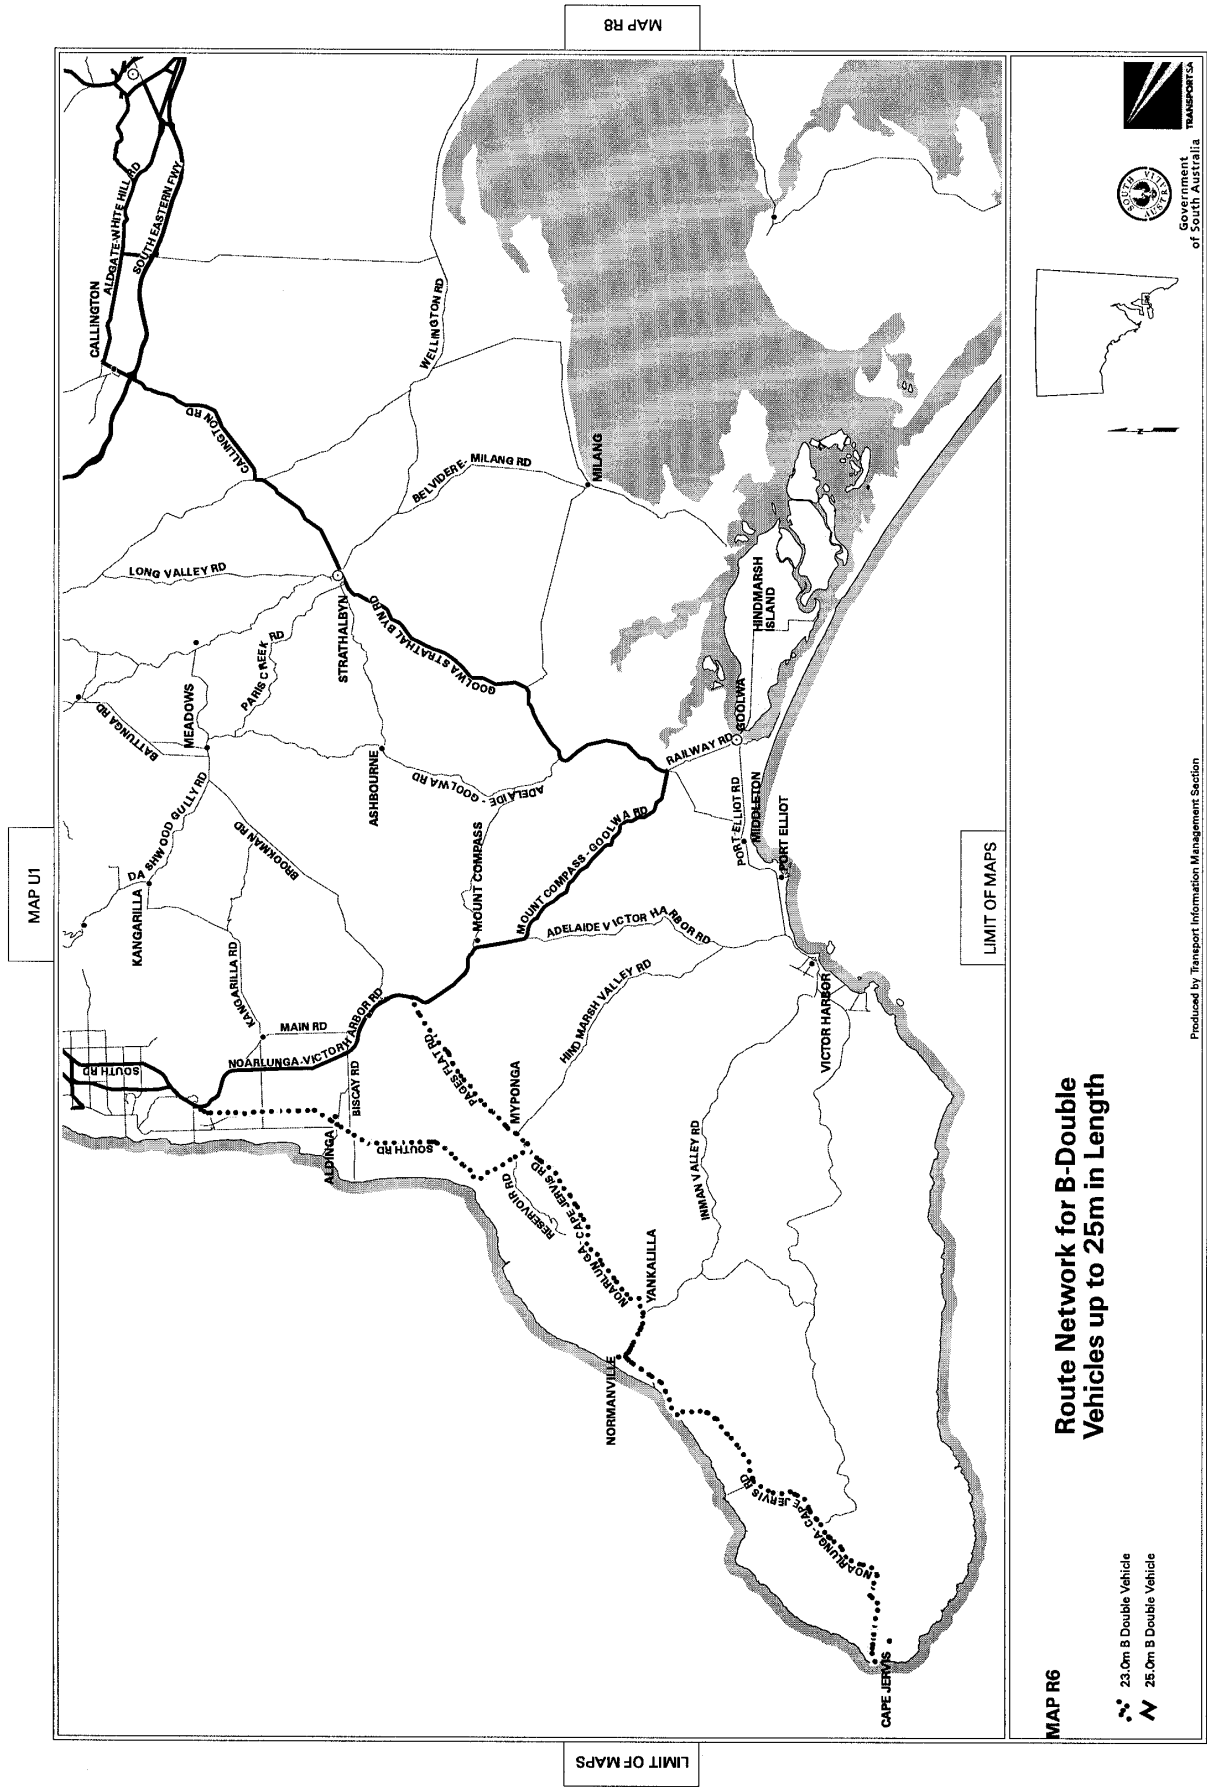 MAP R8
MAP U1
LIMIT OF MAPS
LIMIT OF MAPS
CALLINGTON
ALDGATE-WHITE HILL RD
SOUTH EASTERN FWY
CALLINGTON RD
WELLINGTON RD
BELVIDERE- MILANG RD
MILANG
LONG VALLEY RD
STRATHALBYN
GOOLWA STRATHALBYN RD
PARIS CREEK RD
MEADOWS
BATTUNGA RD
DASHWOOD GULLY RD
KANGARILLA
BROOKMAN RD
ASHBOURNE
ADELAIDE - GOOLWA RD
HINDMARSH
ISLAND
GOOLWA
RAILWAY RD
PORT ELLIOT RD
MIDDLETON
PORT ELLIOT
MOUNT COMPASS
MOUNT COMPASS - GOOLWA RD
ADELAIDE VICTOR HARBOR RD
HINDMARSH VALLEY RD
VICTOR HARBOR
KANGARILLA RD
MAIN RD
NOARLUNGA-VICTOR HARBOR RD
SOUTH RD
BISCAY RD
ALDINGA
SOUTH RD
PAGES FLAT RD
MYPONGA
RESERVOIR RD
NOARLUNGA - CAPE JERVIS RD
INMAN VALLEY RD
YANKALILLA
NORMANVILLE
NOARLUNGA - CAPE JERVIS RD
CAPE JERVIS
MAP R6
23.0m B Double Vehicle
25.0m B Double Vehicle
Route Network for B-Double
Vehicles up to 25m in Length
Produced by Transport Information Management Section
N
SOUTH AUSTRALIA
Government
of South Australia
TRANSPORT SA